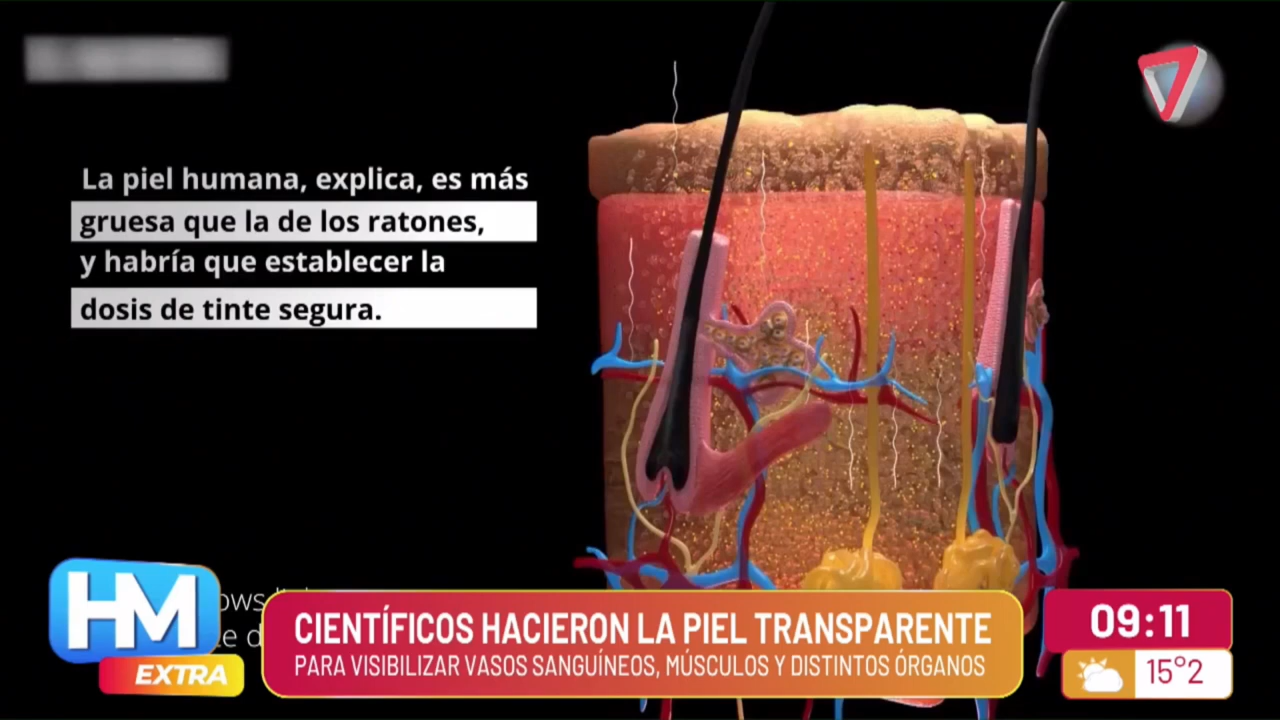 La piel humana, explica, es más
gruesa que la de los ratones,
y habría que establecer la
dosis de tinte segura.
HM
EXTRA
CIENTÍFICOS HACIERON LA PIEL TRANSPARENTE
PARA VISIBILIZAR VASOS SANGUÍNEOS, MÚSCULOS Y DISTINTOS ÓRGANOS
09:11
15°2